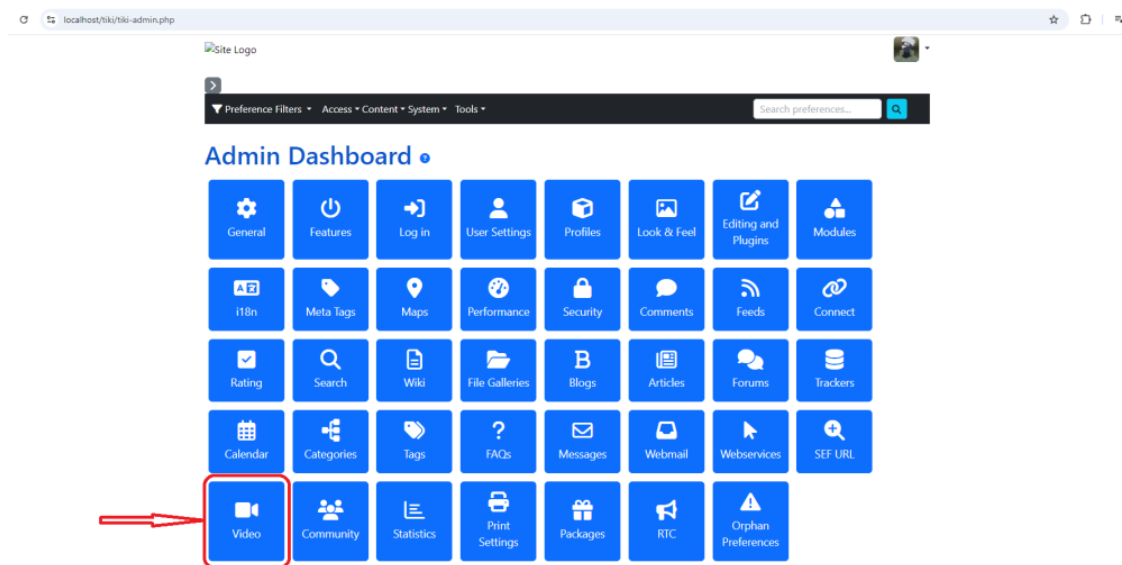 localhost/tiki/tiki-admin.php
Site Logo
Preference Filters Access Content System Tools Search preferences...
Admin Dashboard
General Features Log in User Settings Profiles Look & Feel Editing and Plugins Modules
i18n Meta Tags Maps Performance Security Comments Feeds Connect
Rating Search Wiki File Galleries Blogs Articles Forums Trackers
Calendar Categories Tags FAQs Messages Webmail Webservices SEF URL
Video Community Statistics Print Settings Packages RTC Orphan Preferences